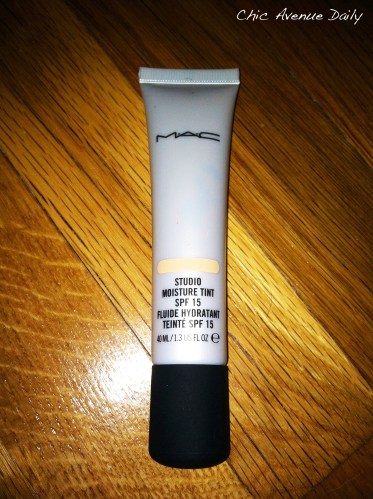 Chic Avenue Daily
MAC
STUDIO
MOISTURE TINT
SPF 15
FLUIDE HYDRATANT
TEINTÉ SPF 15
40 ML/1.3 US FL OZ ℮